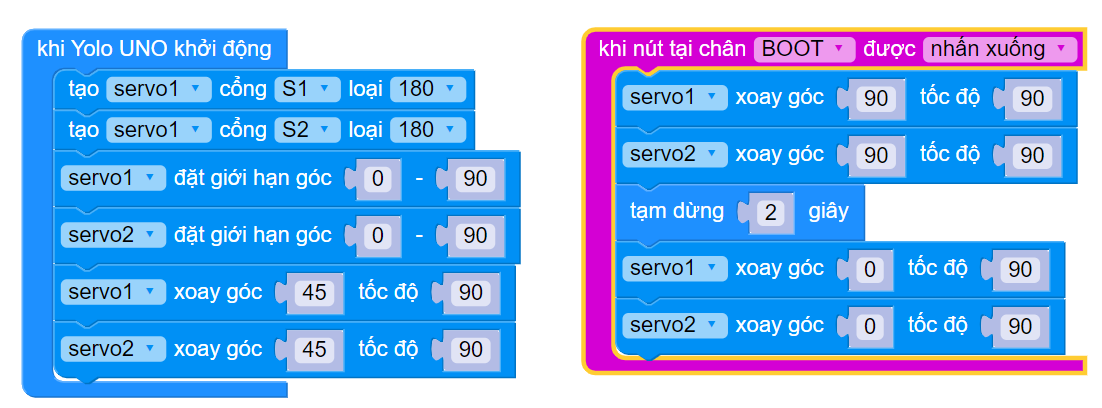 khi Yolo UNO khởi động
tạo servo1 cổng S1 loại 180
tạo servo1 cổng S2 loại 180
servo1 đặt giới hạn góc 0 - 90
servo2 đặt giới hạn góc 0 - 90
servo1 xoay góc 45 tốc độ 90
servo2 xoay góc 45 tốc độ 90
khi nút tại chân BOOT được nhấn xuống
servo1 xoay góc 90 tốc độ 90
servo2 xoay góc 90 tốc độ 90
tạm dừng 2 giây
servo1 xoay góc 0 tốc độ 90
servo2 xoay góc 0 tốc độ 90